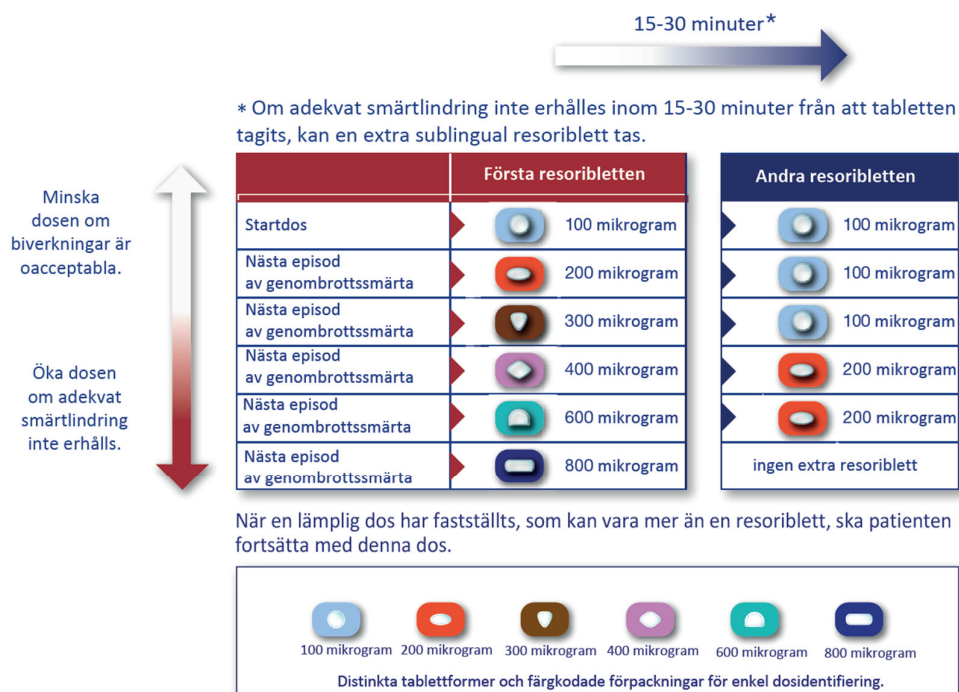 15-30 minuter*
* Om adekvat smärtlindring inte erhålles inom 15-30 minuter från att tabletten
tagits, kan en extra sublingual resoriblett tas.
Minska
dosen om
biverkningar är
oacceptabla.
Öka dosen
om adekvat
smärtlindring
inte erhålls.
Första resoribletten
Andra resoribletten
Startdos
100 mikrogram
100 mikrogram
Nästa episod
av genombrottssmärta
200 mikrogram
100 mikrogram
Nästa episod
av genombrottssmärta
300 mikrogram
100 mikrogram
Nästa episod
av genombrottssmärta
400 mikrogram
200 mikrogram
Nästa episod
av genombrottssmärta
600 mikrogram
200 mikrogram
Nästa episod
av genombrottssmärta
800 mikrogram
ingen extra resoriblett
När en lämplig dos har fastställts, som kan vara mer än en resoriblett, ska patienten
fortsätta med denna dos.
100 mikrogram 200 mikrogram 300 mikrogram 400 mikrogram 600 mikrogram 800 mikrogram
Distinkta tablettformer och färgkodade förpackningar för enkel dosidentifiering.